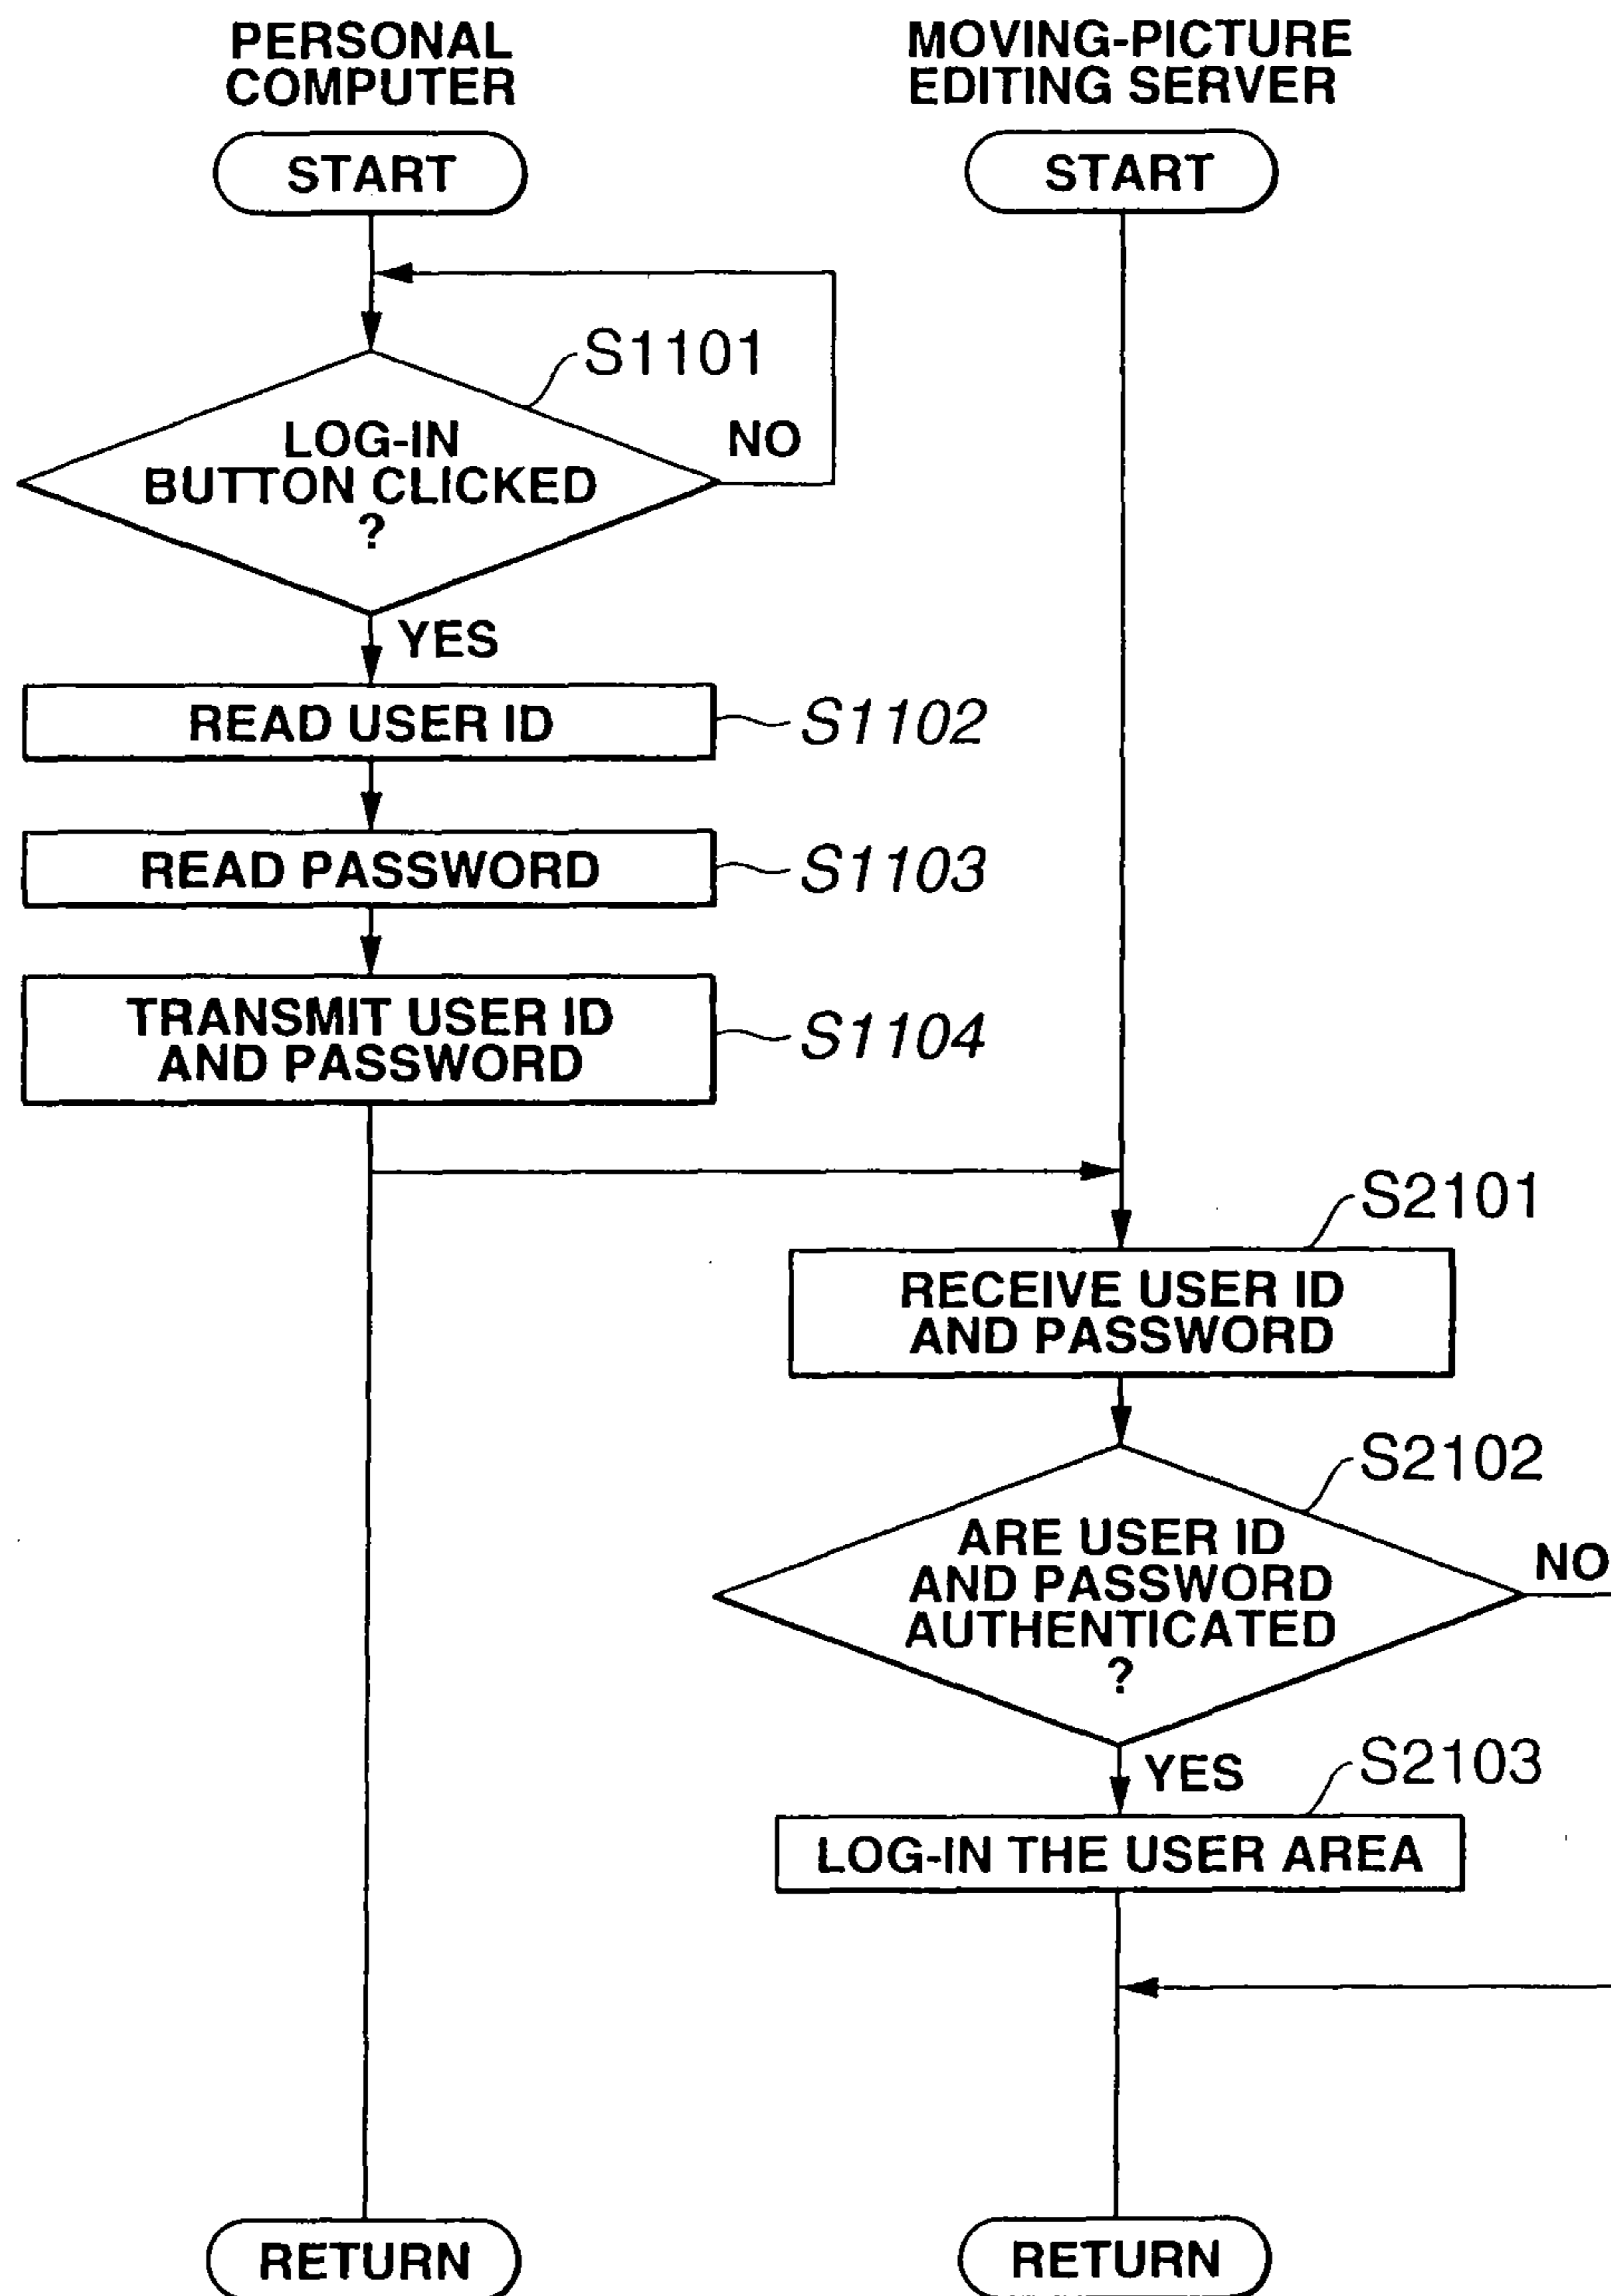 PERSONAL
COMPUTER
START
S1101
LOG-IN
BUTTON CLICKED
?
NO
YES
READ USER ID
S1102
READ PASSWORD
S1103
TRANSMIT USER ID
AND PASSWORD
S1104
RETURN
MOVING-PICTURE
EDITING SERVER
START
S2101
RECEIVE USER ID
AND PASSWORD
S2102
ARE USER ID
AND PASSWORD
AUTHENTICATED
?
NO
YES
S2103
LOG-IN THE USER AREA
RETURN